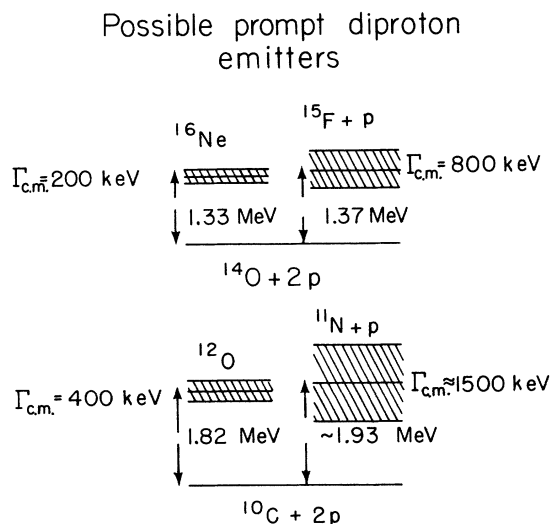 Possible prompt diproton
emitters
¹⁶Ne
¹⁵F + p
Γc.m.= 200 keV
Γc.m.= 800 keV
1.33 MeV
1.37 MeV
¹⁴O + 2p
¹²O
¹¹N + p
Γc.m.= 400 keV
Γc.m.≈1500 keV
1.82 MeV
~1.93 MeV
¹⁰C + 2p